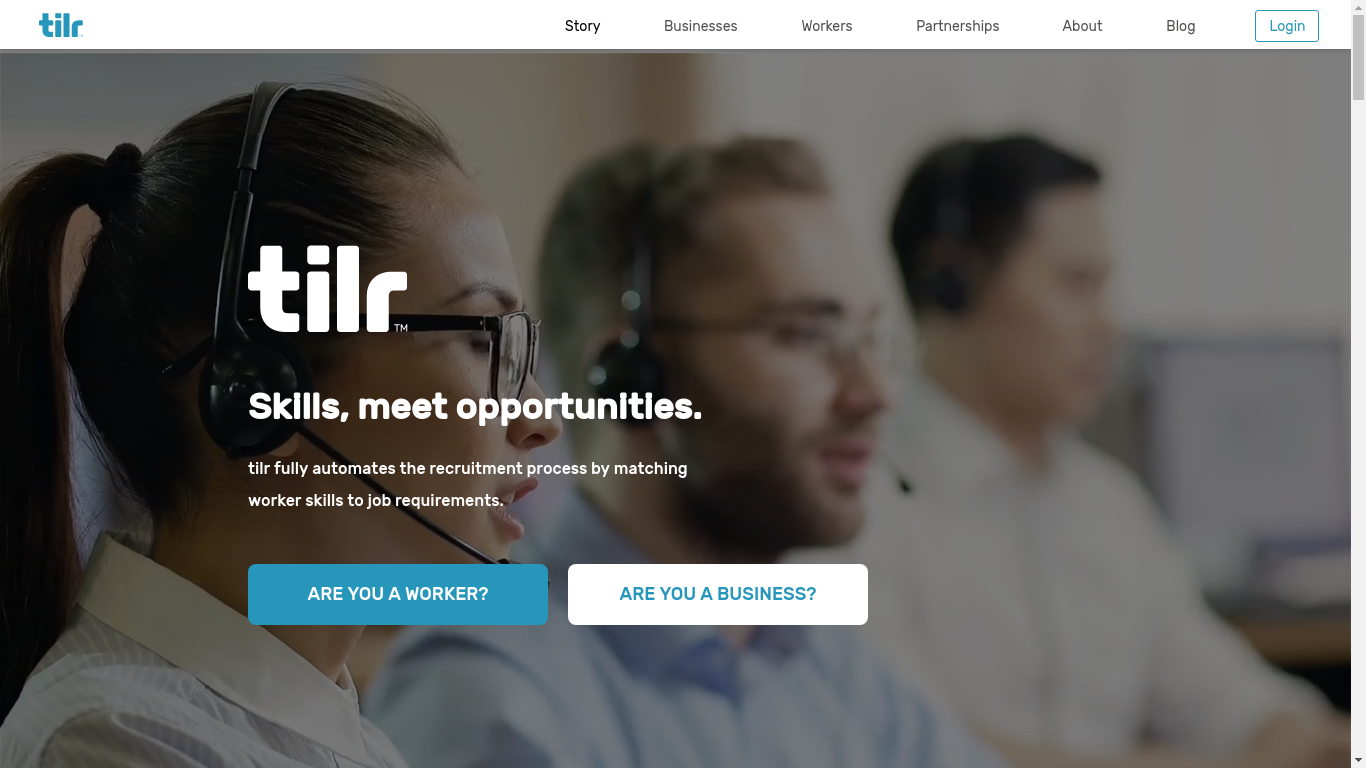 tilr
Story
Businesses
Workers
Partnerships
About
Blog
Login
tilr™
Skills, meet opportunities.
tilr fully automates the recruitment process by matching
worker skills to job requirements.
ARE YOU A WORKER?
ARE YOU A BUSINESS?